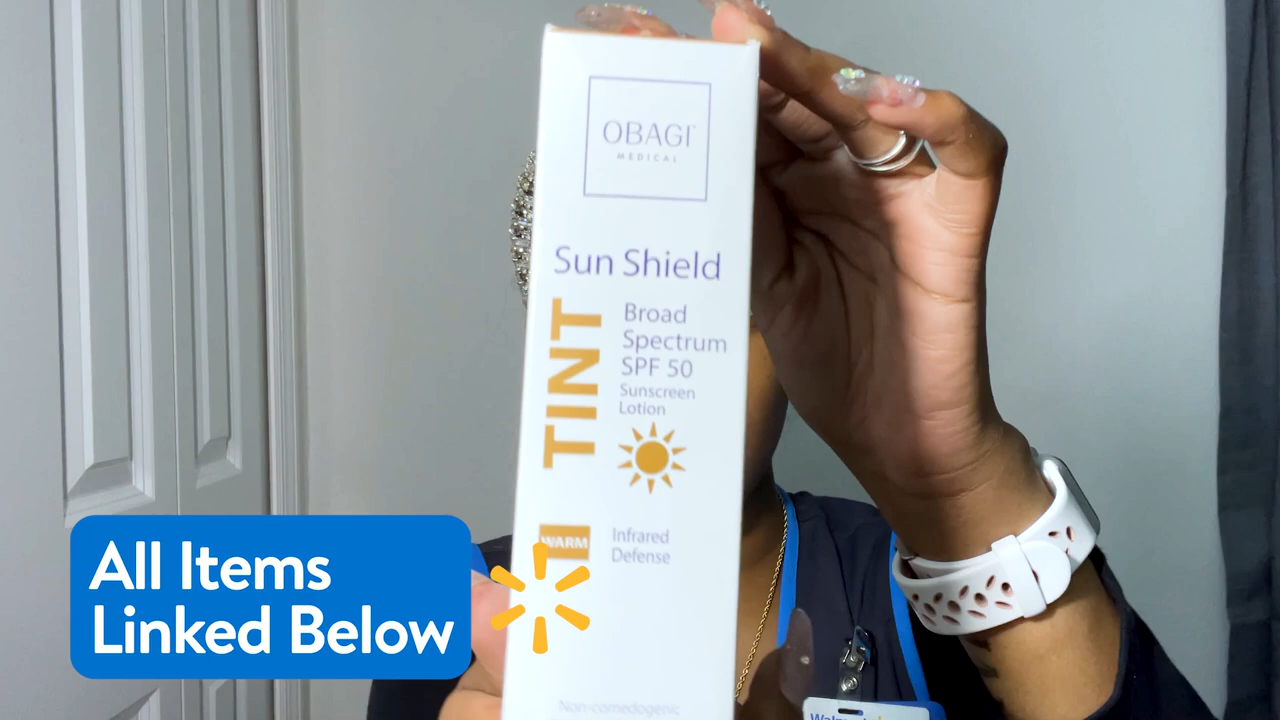 OBAGI
MEDICAL
Sun Shield
TINT
Broad
Spectrum
SPF 50
Sunscreen
Lotion
WARM
Infrared
Defense
Non-comedogenic
All Items
Linked Below